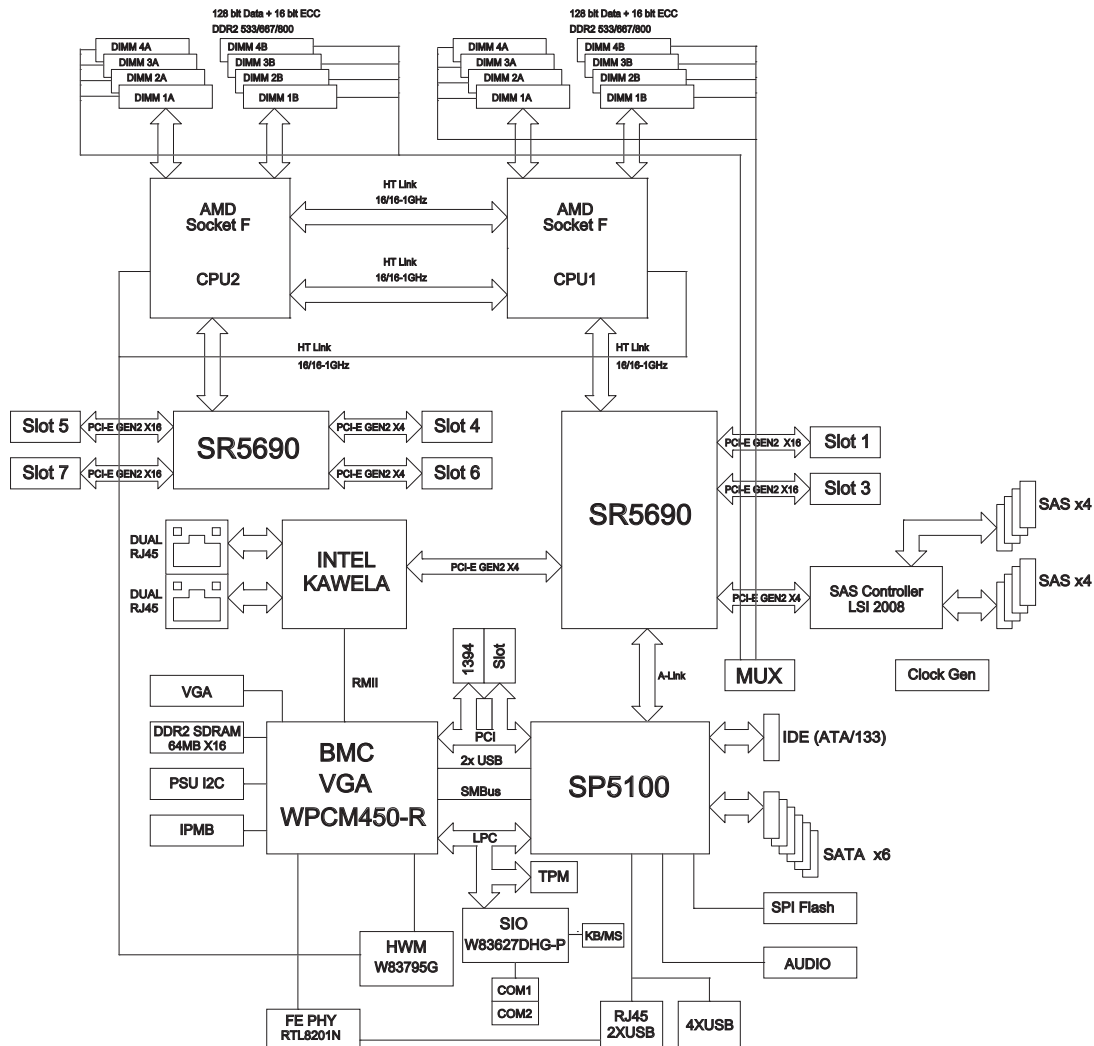 128 bit Data + 16 bit ECC
DDR2 533/667/800
128 bit Data + 16 bit ECC
DDR2 533/667/800
DIMM 4A
DIMM 3A
DIMM 2A
DIMM 1A
DIMM 4B
DIMM 3B
DIMM 2B
DIMM 1B
DIMM 4A
DIMM 3A
DIMM 2A
DIMM 1A
DIMM 4B
DIMM 3B
DIMM 2B
DIMM 1B
AMD
Socket F
CPU2
HT Link
16/16-1GHz
HT Link
16/16-1GHz
AMD
Socket F
CPU1
HT Link
16/16-1GHz
HT Link
16/16-1GHz
Slot 5
PCI-E GEN2 X16
SR5690
PCI-E GEN2 X4
Slot 4
Slot 7
PCI-E GEN2 X16
PCI-E GEN2 X4
Slot 6
SR5690
PCI-E GEN2 X16
Slot 1
PCI-E GEN2 X16
Slot 3
DUAL
RJ45
DUAL
RJ45
INTEL
KAWELA
PCI-E GEN2 X4
PCI-E GEN2 X4
SAS Controller
LSI 2008
SAS x4
SAS x4
1394
Slot
A-Link
MUX
Clock Gen
RMII
VGA
DDR2 SDRAM
64MB X16
PSU I2C
IPMB
BMC
VGA
WPCM450-R
PCI
2x USB
SMBus
LPC
SP5100
IDE (ATA/133)
SATA x6
TPM
SPI Flash
SIO
W83627DHG-P
KB/MS
HWM
W83795G
AUDIO
COM1
COM2
FE PHY
RTL8201N
RJ45
2XUSB
4XUSB